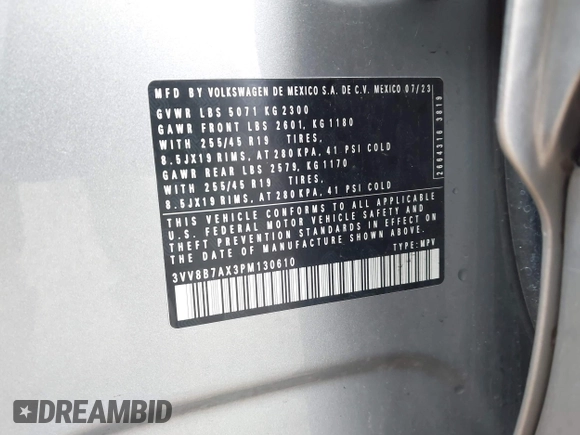 MFD BY VOLKSWAGEN DE MEXICO S.A. DE C.V. MEXICO 07/23
GVWR LBS 5071 KG 2300
GAWR FRONT LBS 2601, KG 1180
WITH 255/45 R19 TIRES,
8.5JX19 RIMS, AT 280 KPA, 41 PSI COLD
GAWR REAR LBS 2579, KG 1170
WITH 255/45 R19 TIRES,
8.5JX19 RIMS, AT 280 KPA, 41 PSI COLD
THIS VEHICLE CONFORMS TO ALL APPLICABLE
U.S. FEDERAL MOTOR VEHICLE SAFETY AND
THEFT PREVENTION STANDARDS IN EFFECT ON
THE DATE OF MANUFACTURE SHOWN ABOVE
3VV8B7AX3PM130610 TYPE: MPV
2664316 3819
DREAMBID